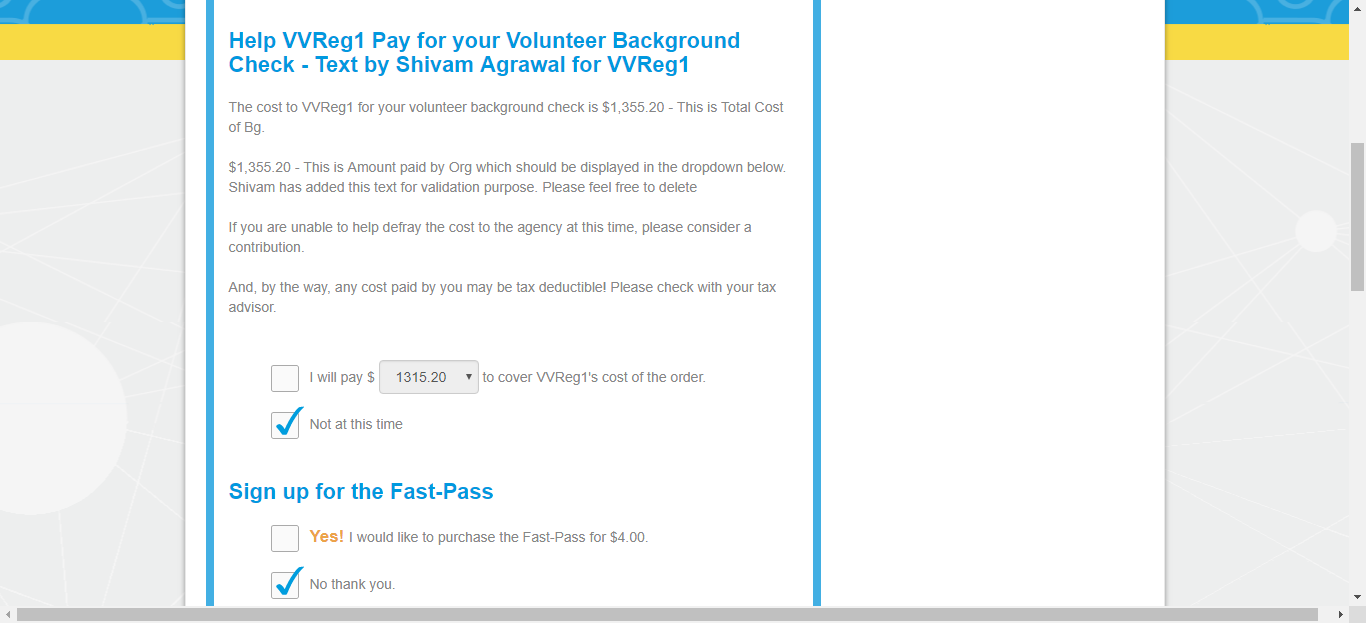 Help VVReg1 Pay for your Volunteer Background
Check - Text by Shivam Agrawal for VVReg1
The cost to VVReg1 for your volunteer background check is $1,355.20 - This is Total Cost
of Bg.
$1,355.20 - This is Amount paid by Org which should be displayed in the dropdown below.
Shivam has added this text for validation purpose. Please feel free to delete
If you are unable to help defray the cost to the agency at this time, please consider a
contribution.
And, by the way, any cost paid by you may be tax deductible! Please check with your tax
advisor.
I will pay $ 1315.20 to cover VVReg1's cost of the order.
Not at this time
Sign up for the Fast-Pass
Yes! I would like to purchase the Fast-Pass for $4.00.
No thank you.